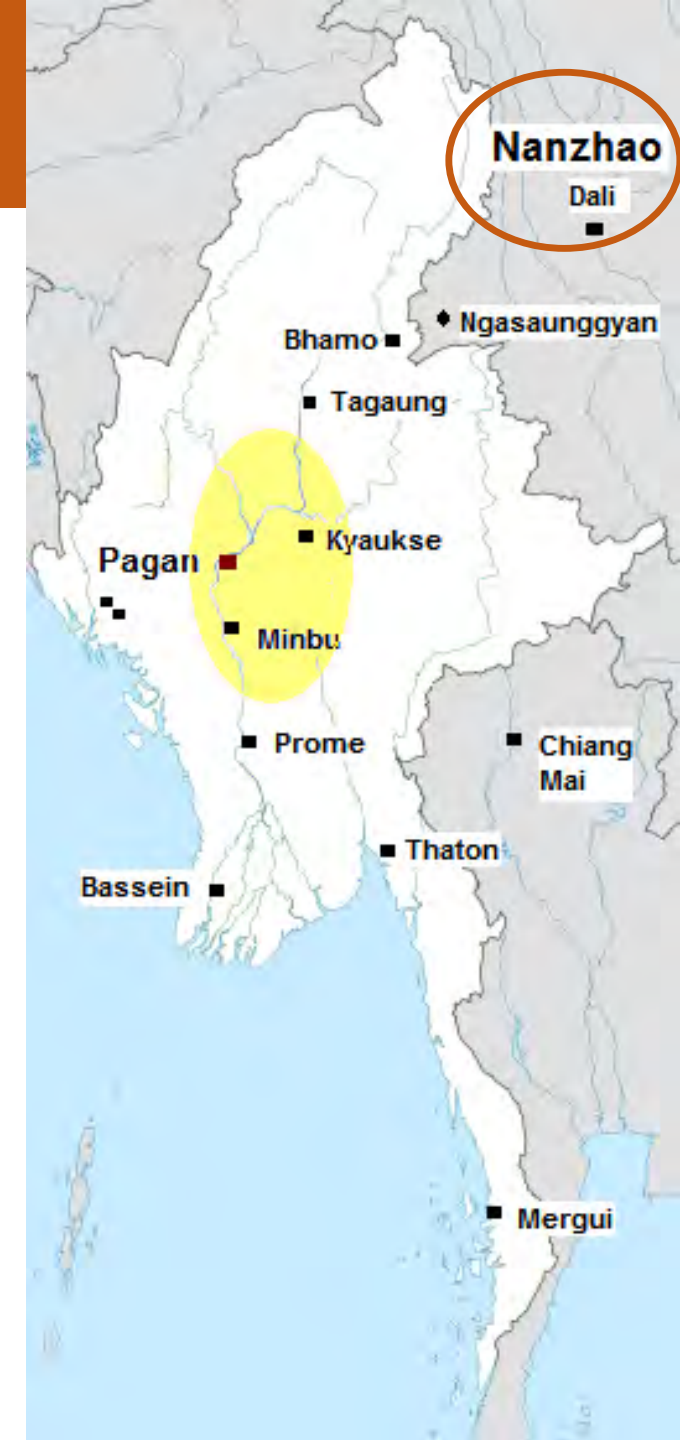 Nanzhao
Dali
Ngasaunggyan
Bhamo
Tagaung
Kyaukse
Pagan
Minbu
Prome
Chiang
Mai
Thaton
Bassein
Mergui